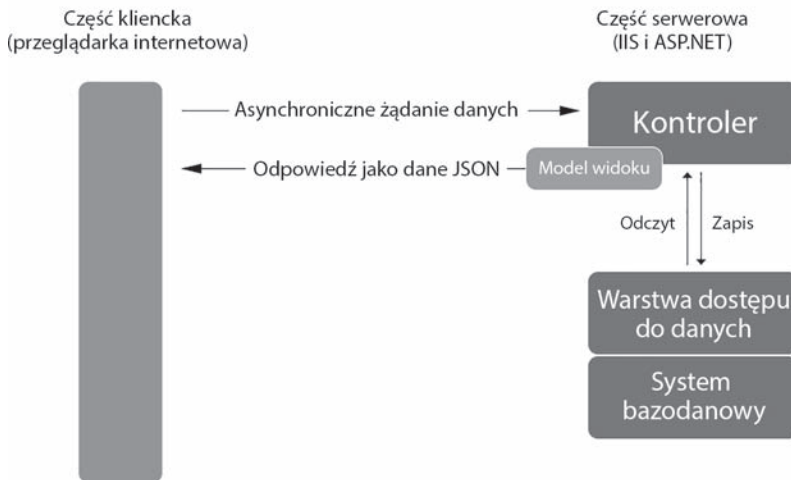 Część kliencka
(przeglądarka internetowa)
Część serwerowa
(IIS i ASP.NET)
Asynchroniczne żądanie danych
Kontroler
Odpowiedź jako dane JSON
Model widoku
Odczyt
Zapis
Warstwa dostępu
do danych
System
bazodanowy